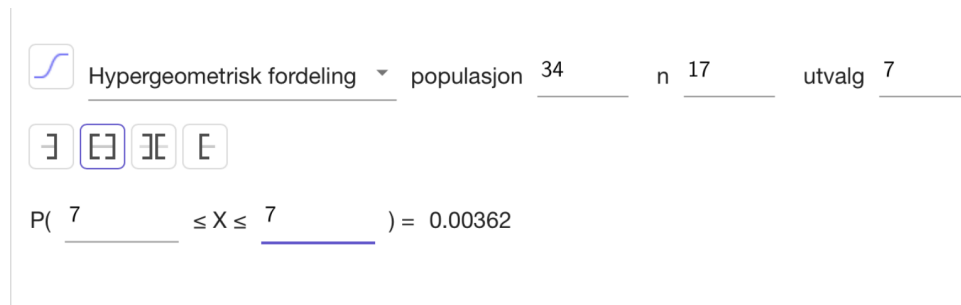 Hypergeometrisk fordeling populasjon 34 n 17 utvalg 7
P( 7 ≤ X ≤ 7 ) = 0.00362